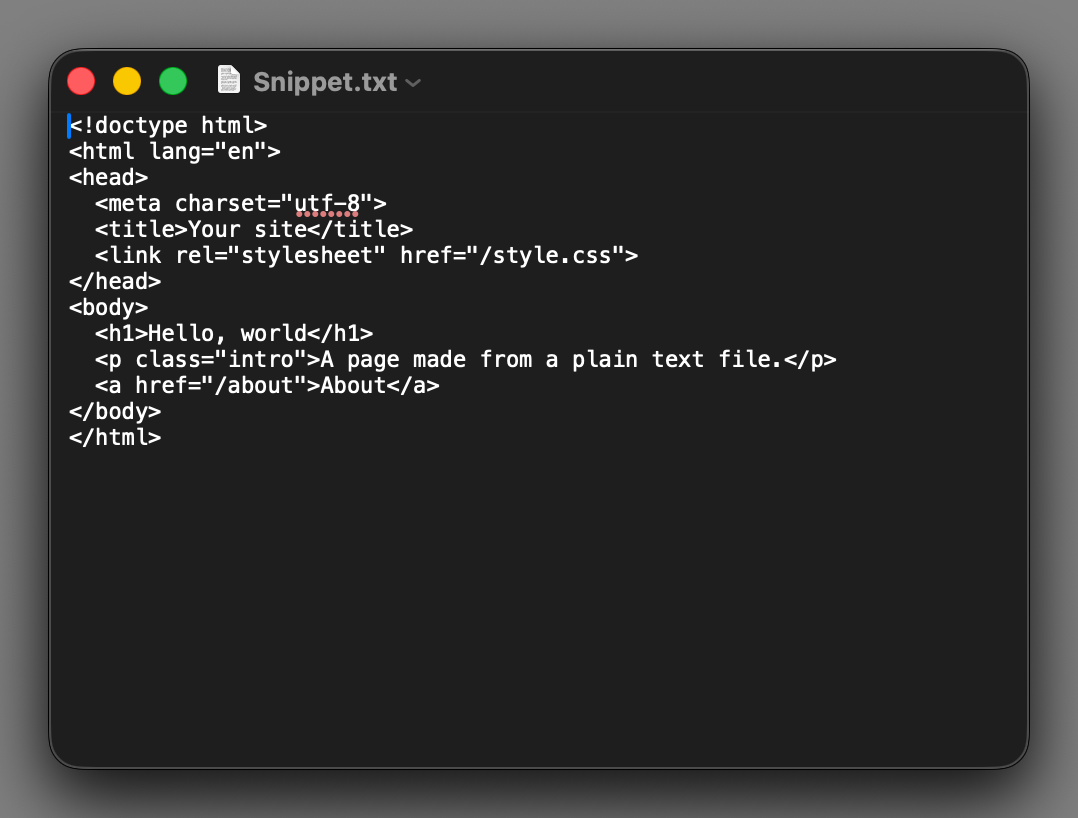 Snippet.txt
<!doctype html>
<html lang="en">
<head>
  <meta charset="utf-8">
  <title>Your site</title>
  <link rel="stylesheet" href="/style.css">
</head>
<body>
  <h1>Hello, world</h1>
  <p class="intro">A page made from a plain text file.</p>
  <a href="/about">About</a>
</body>
</html>